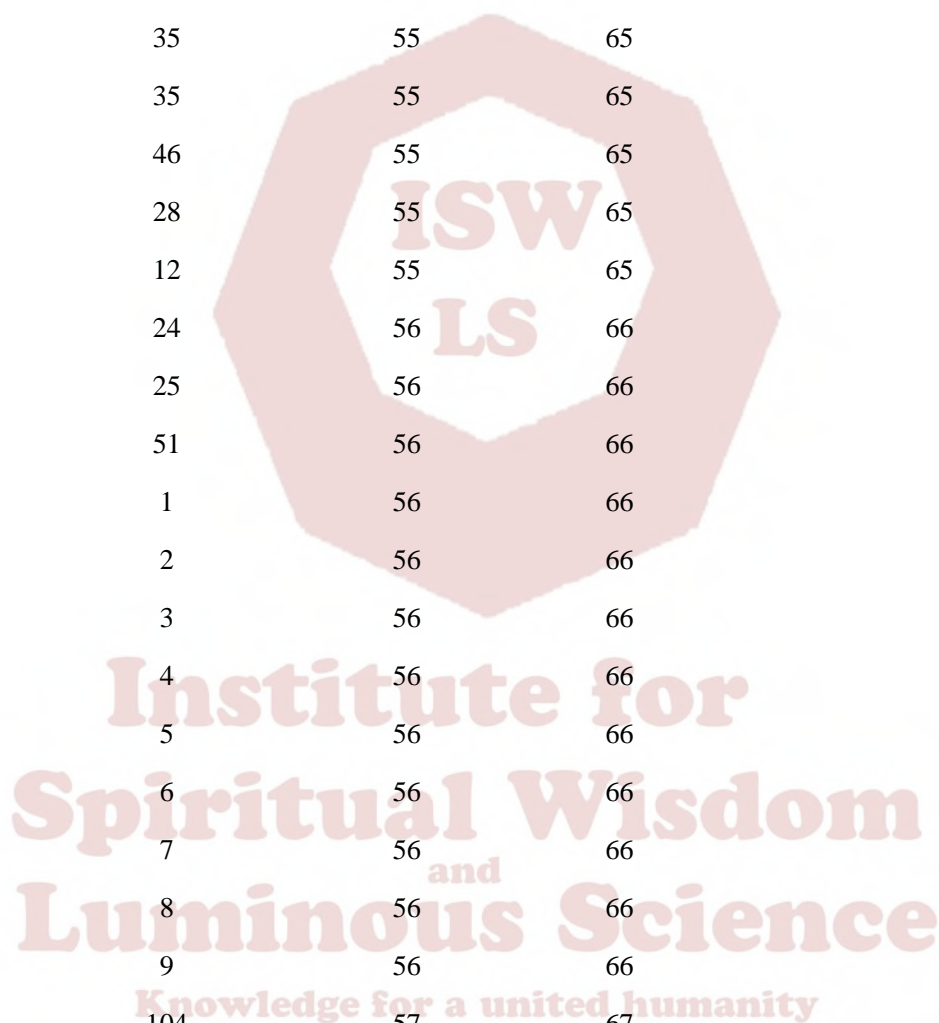 35 55 65
35 55 65
46 55 65
ISW
28 55 65
12 55 65
LS
24 56 66
25 56 66
51 56 66
1 56 66
2 56 66
3 56 66
Institute for
4 56 66
5 56 66
Spiritual Wisdom
6 56 66
7 56 66
and
Luminous Science
8 56 66
9 56 66
Knowledge for a united humanity
104 57 67